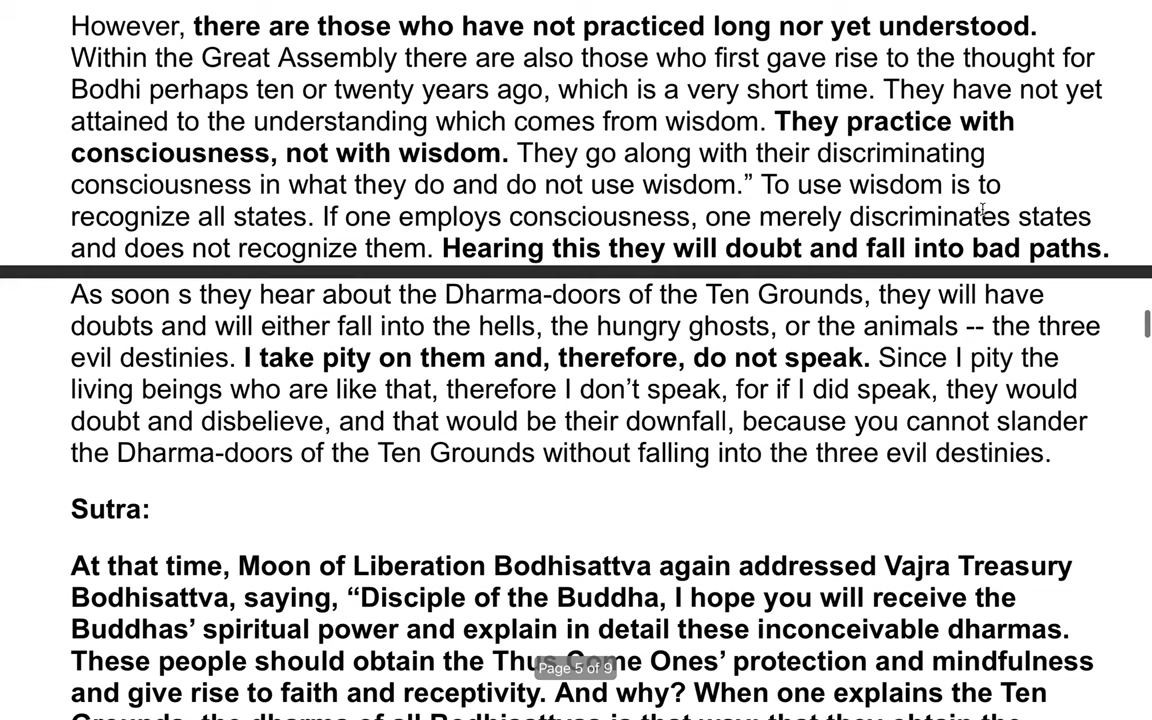 However, there are those who have not practiced long nor yet understood.
Within the Great Assembly there are also those who first gave rise to the thought for
Bodhi perhaps ten or twenty years ago, which is a very short time. They have not yet
attained to the understanding which comes from wisdom. They practice with
consciousness, not with wisdom. They go along with their discriminating
consciousness in what they do and do not use wisdom.” To use wisdom is to
recognize all states. If one employs consciousness, one merely discriminates states
and does not recognize them. Hearing this they will doubt and fall into bad paths.
As soon s they hear about the Dharma-doors of the Ten Grounds, they will have
doubts and will either fall into the hells, the hungry ghosts, or the animals -- the three
evil destinies. I take pity on them and, therefore, do not speak. Since I pity the
living beings who are like that, therefore I don’t speak, for if I did speak, they would
doubt and disbelieve, and that would be their downfall, because you cannot slander
the Dharma-doors of the Ten Grounds without falling into the three evil destinies.
Sutra:
At that time, Moon of Liberation Bodhisattva again addressed Vajra Treasury
Bodhisattva, saying, “Disciple of the Buddha, I hope you will receive the
Buddhas’ spiritual power and explain in detail these inconceivable dharmas.
These people should obtain the Thus Come Ones’ protection and mindfulness
Page 5 of 9
and give rise to faith and receptivity. And why? When one explains the Ten
Grounds, the dharma of all Bodhisattvas is that way: that they obtain the